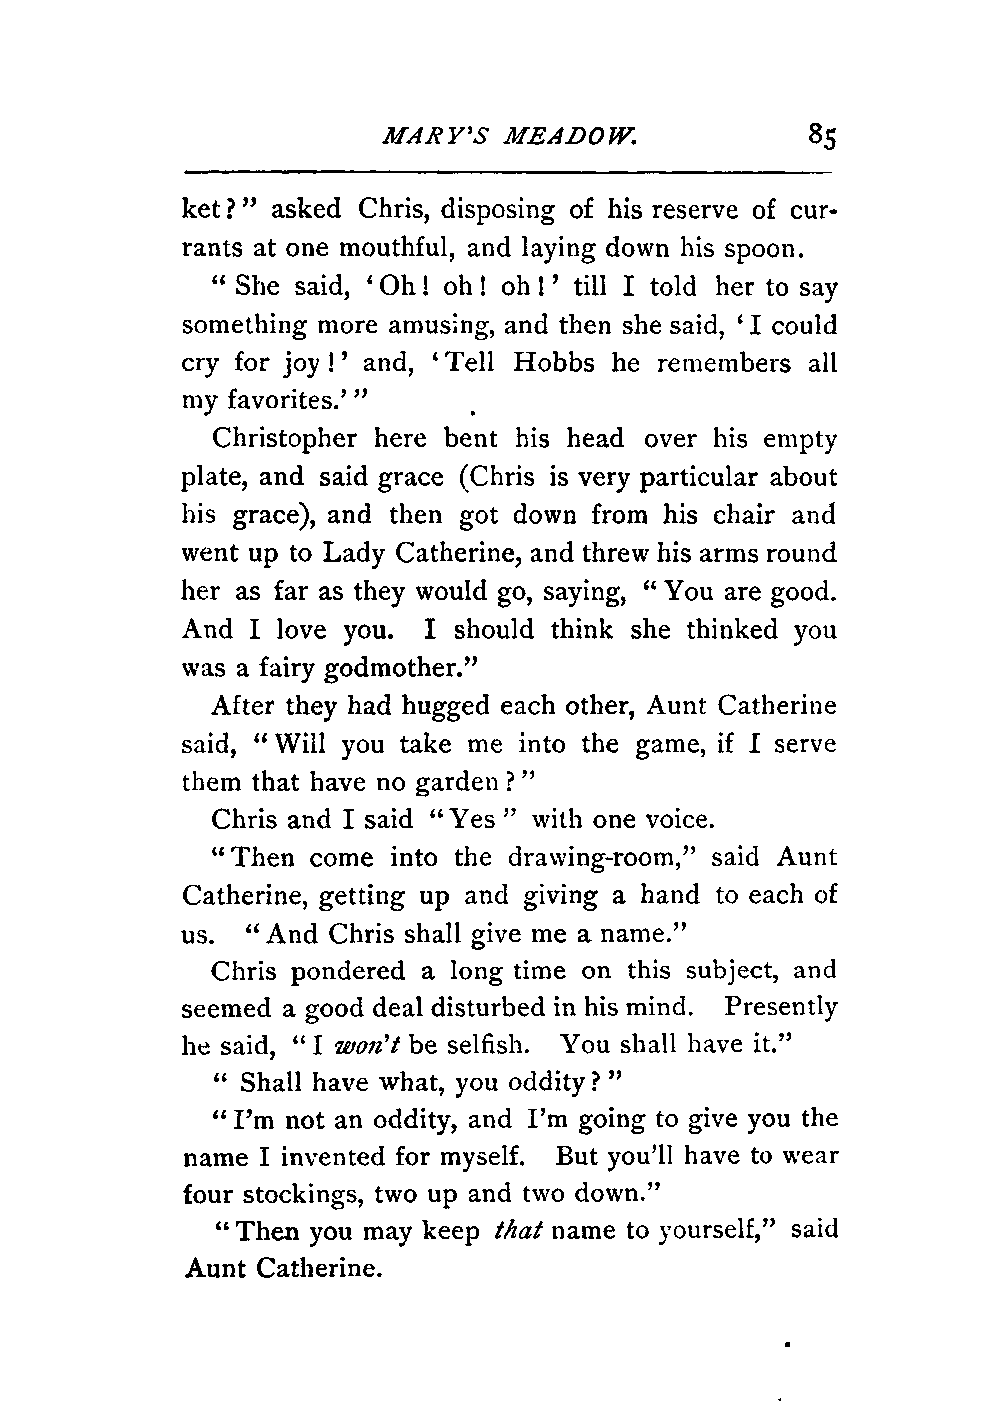 MARY'S MEADOW. 85
ket?" asked Chris, disposing of his reserve of cur-
rants at one mouthful, and laying down his spoon.
"She said, 'Oh! oh! oh!' till I told her to say
something more amusing, and then she said, 'I could
cry for joy!' and, 'Tell Hobbs he remembers all
my favorites.'"
Christopher here bent his head over his empty
plate, and said grace (Chris is very particular about
his grace), and then got down from his chair and
went up to Lady Catherine, and threw his arms round
her as far as they would go, saying, "You are good.
And I love you. I should think she thinked you
was a fairy godmother."
After they had hugged each other, Aunt Catherine
said, "Will you take me into the game, if I serve
them that have no garden?"
Chris and I said "Yes" with one voice.
"Then come into the drawing-room," said Aunt
Catherine, getting up and giving a hand to each of
us. "And Chris shall give me a name."
Chris pondered a long time on this subject, and
seemed a good deal disturbed in his mind. Presently
he said, "I won't be selfish. You shall have it."
"Shall have what, you oddity?"
"I'm not an oddity, and I'm going to give you the
name I invented for myself. But you'll have to wear
four stockings, two up and two down."
"Then you may keep that name to yourself," said
Aunt Catherine.